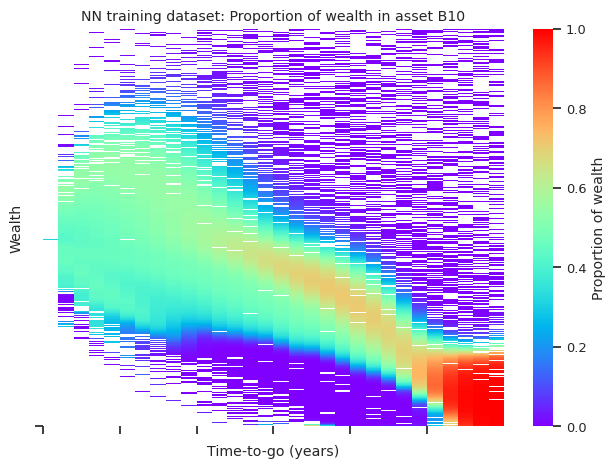 NN training dataset: Proportion of wealth in asset B10
Wealth
Time-to-go (years)
1.0
0.8
0.6
0.4
0.2
0.0
Proportion of wealth